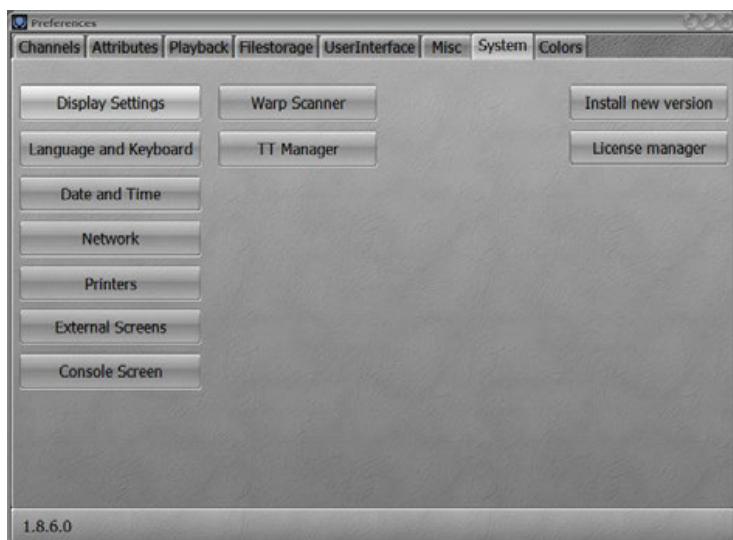 Preferences
Channels Attributes Playback Filestorage UserInterface Misc System Colors
Display Settings Warp Scanner Install new version
Language and Keyboard TT Manager License manager
Date and Time
Network
Printers
External Screens
Console Screen
1.8.6.0